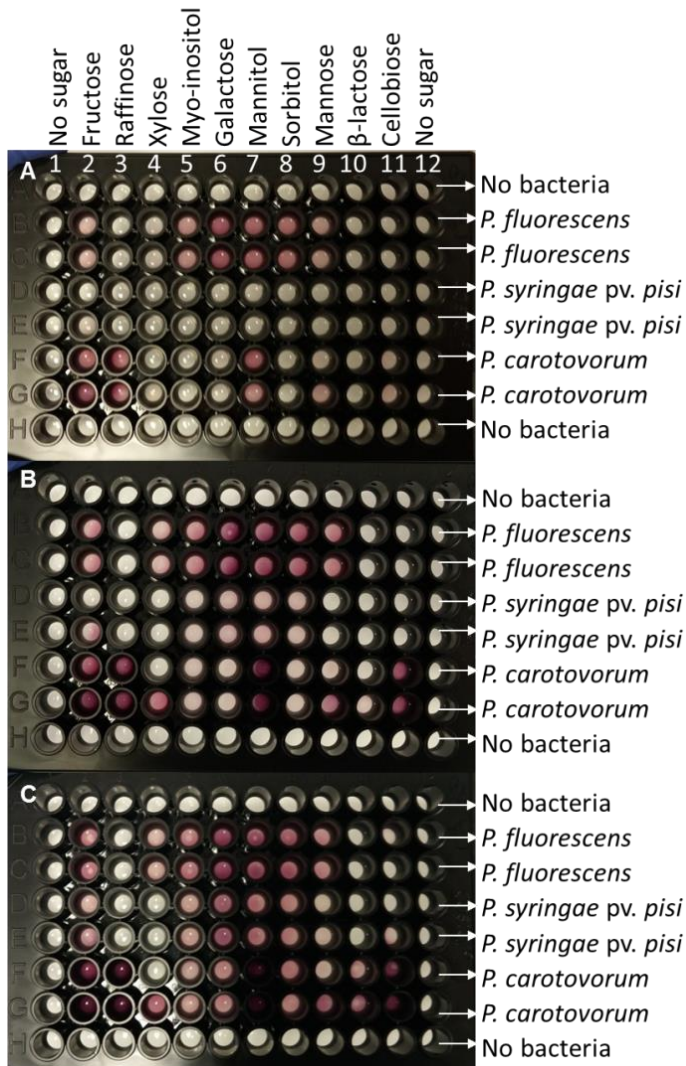 No sugar
Fructose
Raffinose
Xylose
Myo-inositol
Galactose
Mannitol
Sorbitol
Mannose
β-lactose
Cellobiose
No sugar
1 2 3 4 5 6 7 8 9 10 11 12
A
No bacteria
B P. fluorescens
C P. fluorescens
D P. syringae pv. pisi
E P. syringae pv. pisi
F P. carotovorum
G P. carotovorum
H No bacteria
B
No bacteria
P. fluorescens
C P. fluorescens
D P. syringae pv. pisi
E P. syringae pv. pisi
F P. carotovorum
G P. carotovorum
H No bacteria
C
No bacteria
B P. fluorescens
C P. fluorescens
D P. syringae pv. pisi
E P. syringae pv. pisi
F P. carotovorum
G P. carotovorum
H No bacteria